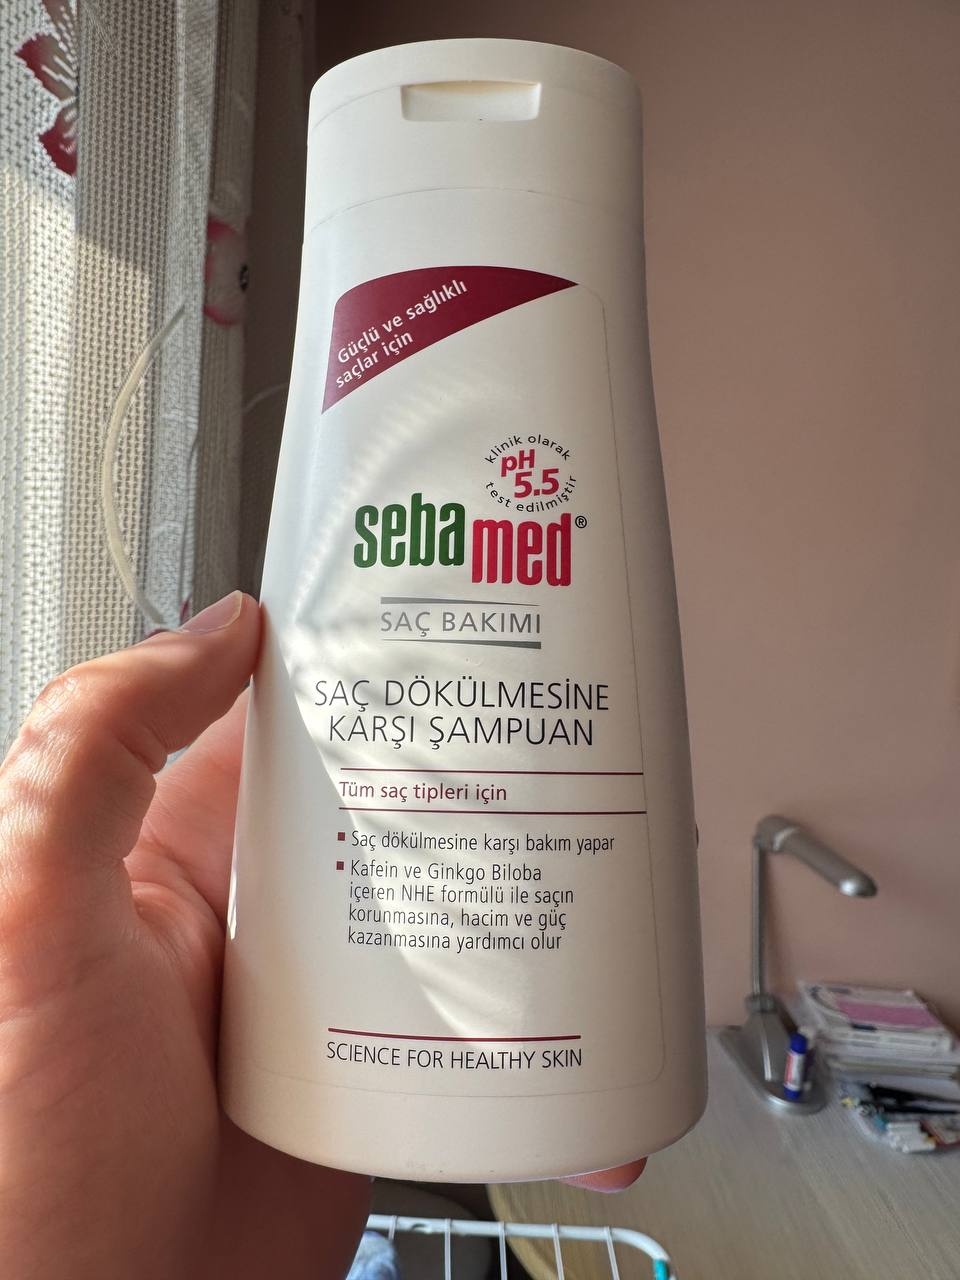 Güçlü ve sağlıklı
saçlar için
klinik olarak
pH
5.5
test edilmiştir
sebamed®
SAÇ BAKIMI
SAÇ DÖKÜLMESİNE
KARŞI ŞAMPUAN
Tüm saç tipleri için
▪ Saç dökülmesine karşı bakım yapar
▪ Kafein ve Ginkgo Biloba
içeren NHE formülü ile saçın
korunmasına, hacim ve güç
kazanmasına yardımcı olur
SCIENCE FOR HEALTHY SKIN